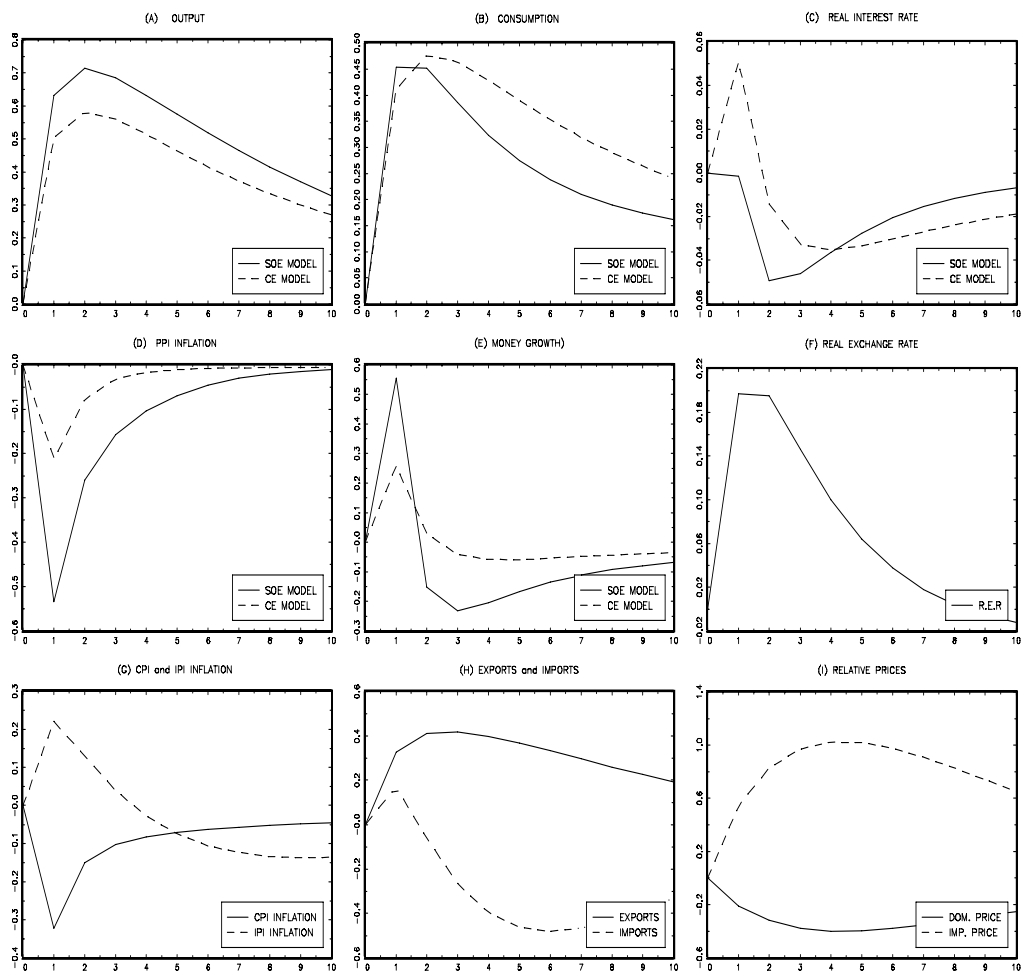 (A) OUTPUT
0.8
0.7
0.6
0.5
0.4
0.3
0.2
0.1
0.0
SOE MODEL
CE MODEL
0 1 2 3 4 5 6 7 8 9 10
(B) CONSUMPTION
0.50
0.45
0.40
0.35
0.30
0.25
0.20
0.15
0.10
0.05
0.00
SOE MODEL
CE MODEL
0 1 2 3 4 5 6 7 8 9 10
(C) REAL INTEREST RATE
0.06
0.04
0.02
0.00
-0.02
-0.04
-0.06
SOE MODEL
CE MODEL
0 1 2 3 4 5 6 7 8 9 10
(D) PPI INFLATION
-0.0
-0.1
-0.2
-0.3
-0.4
-0.5
-0.6
SOE MODEL
CE MODEL
0 1 2 3 4 5 6 7 8 9 10
(E) MONEY GROWTH)
0.6
0.5
0.4
0.3
0.2
0.1
-0.0
-0.1
-0.2
-0.3
SOE MODEL
CE MODEL
0 1 2 3 4 5 6 7 8 9 10
(F) REAL EXCHANGE RATE
0.22
0.18
0.14
0.10
0.06
0.02
-0.02
R.E.R
0 1 2 3 4 5 6 7 8 9 10
(G) CPI and IPI INFLATION
0.3
0.2
0.1
-0.0
-0.1
-0.2
-0.3
-0.4
CPI INFLATION
IPI INFLATION
0 1 2 3 4 5 6 7 8 9 10
(H) EXPORTS and IMPORTS
0.6
0.4
0.2
-0.0
-0.2
-0.4
-0.6
EXPORTS
IMPORTS
0 1 2 3 4 5 6 7 8 9 10
(I) RELATIVE PRICES
1.4
1.0
0.6
0.2
-0.2
-0.6
DOM. PRICE
IMP. PRICE
0 1 2 3 4 5 6 7 8 9 10